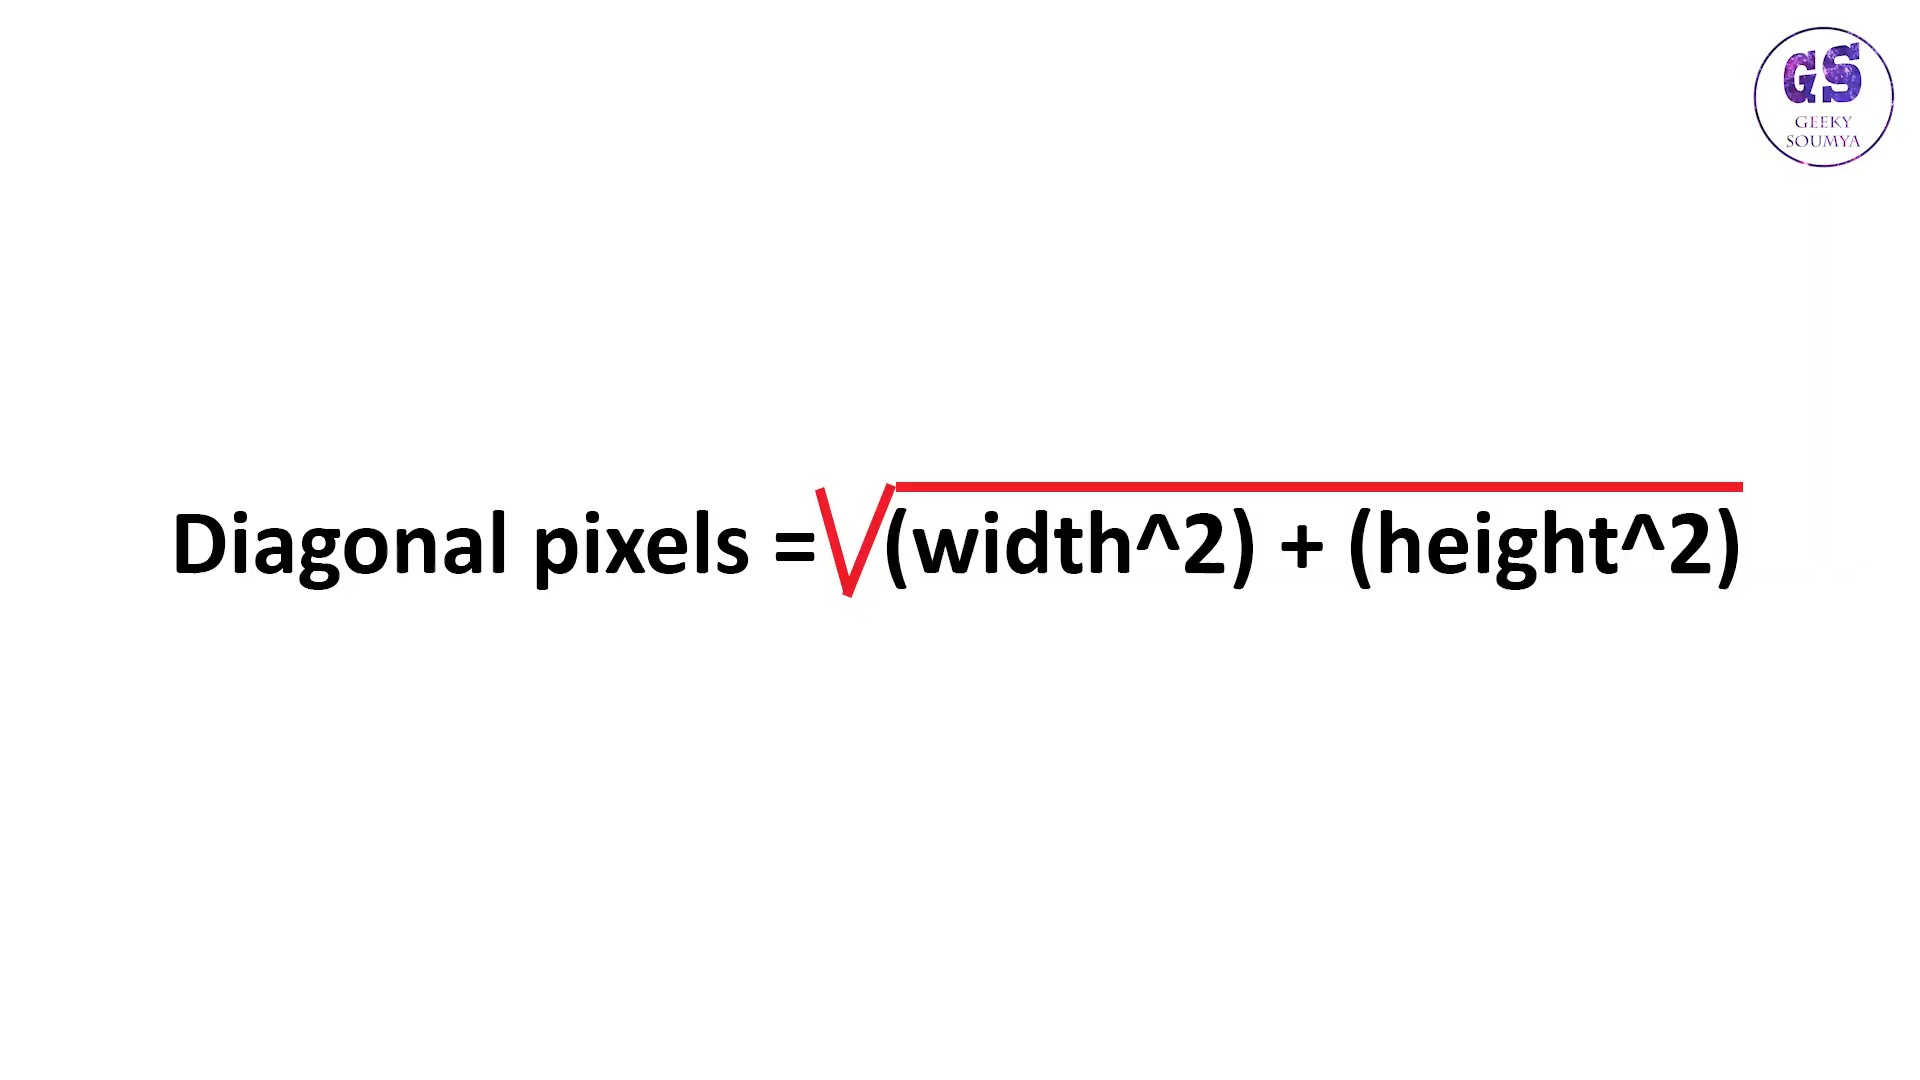 GS
GEEKY
SOUMYA
Diagonal pixels = √(width^2) + (height^2)